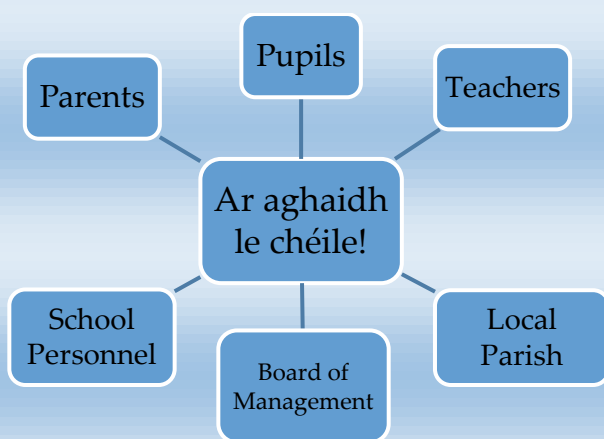 Pupils
Parents
Teachers
Ar aghaidh
le chéile!
School
Personnel
Local
Parish
Board of
Management